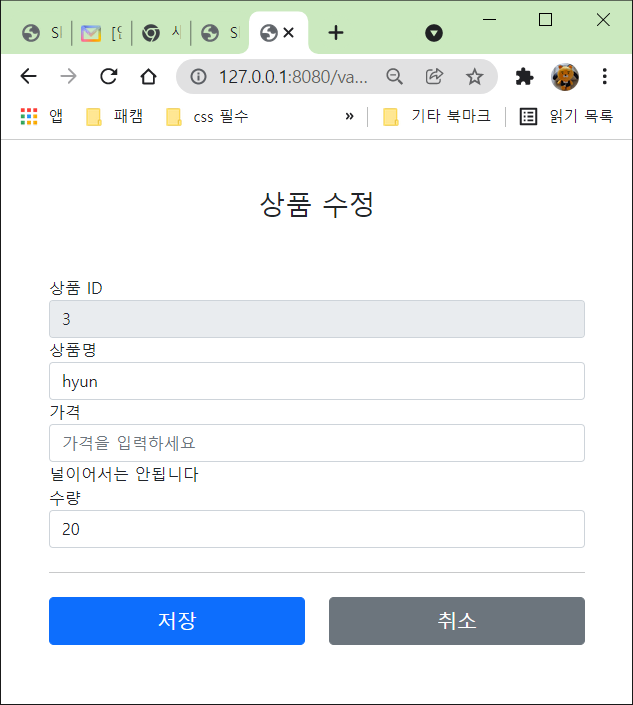 127.0.0.1:8080/va...
앱 패캠 css 필수 » 기타 북마크 읽기 목록
상품 수정
상품 ID
3
상품명
hyun
가격
가격을 입력하세요
널이어서는 안됩니다
수량
20
저장 취소